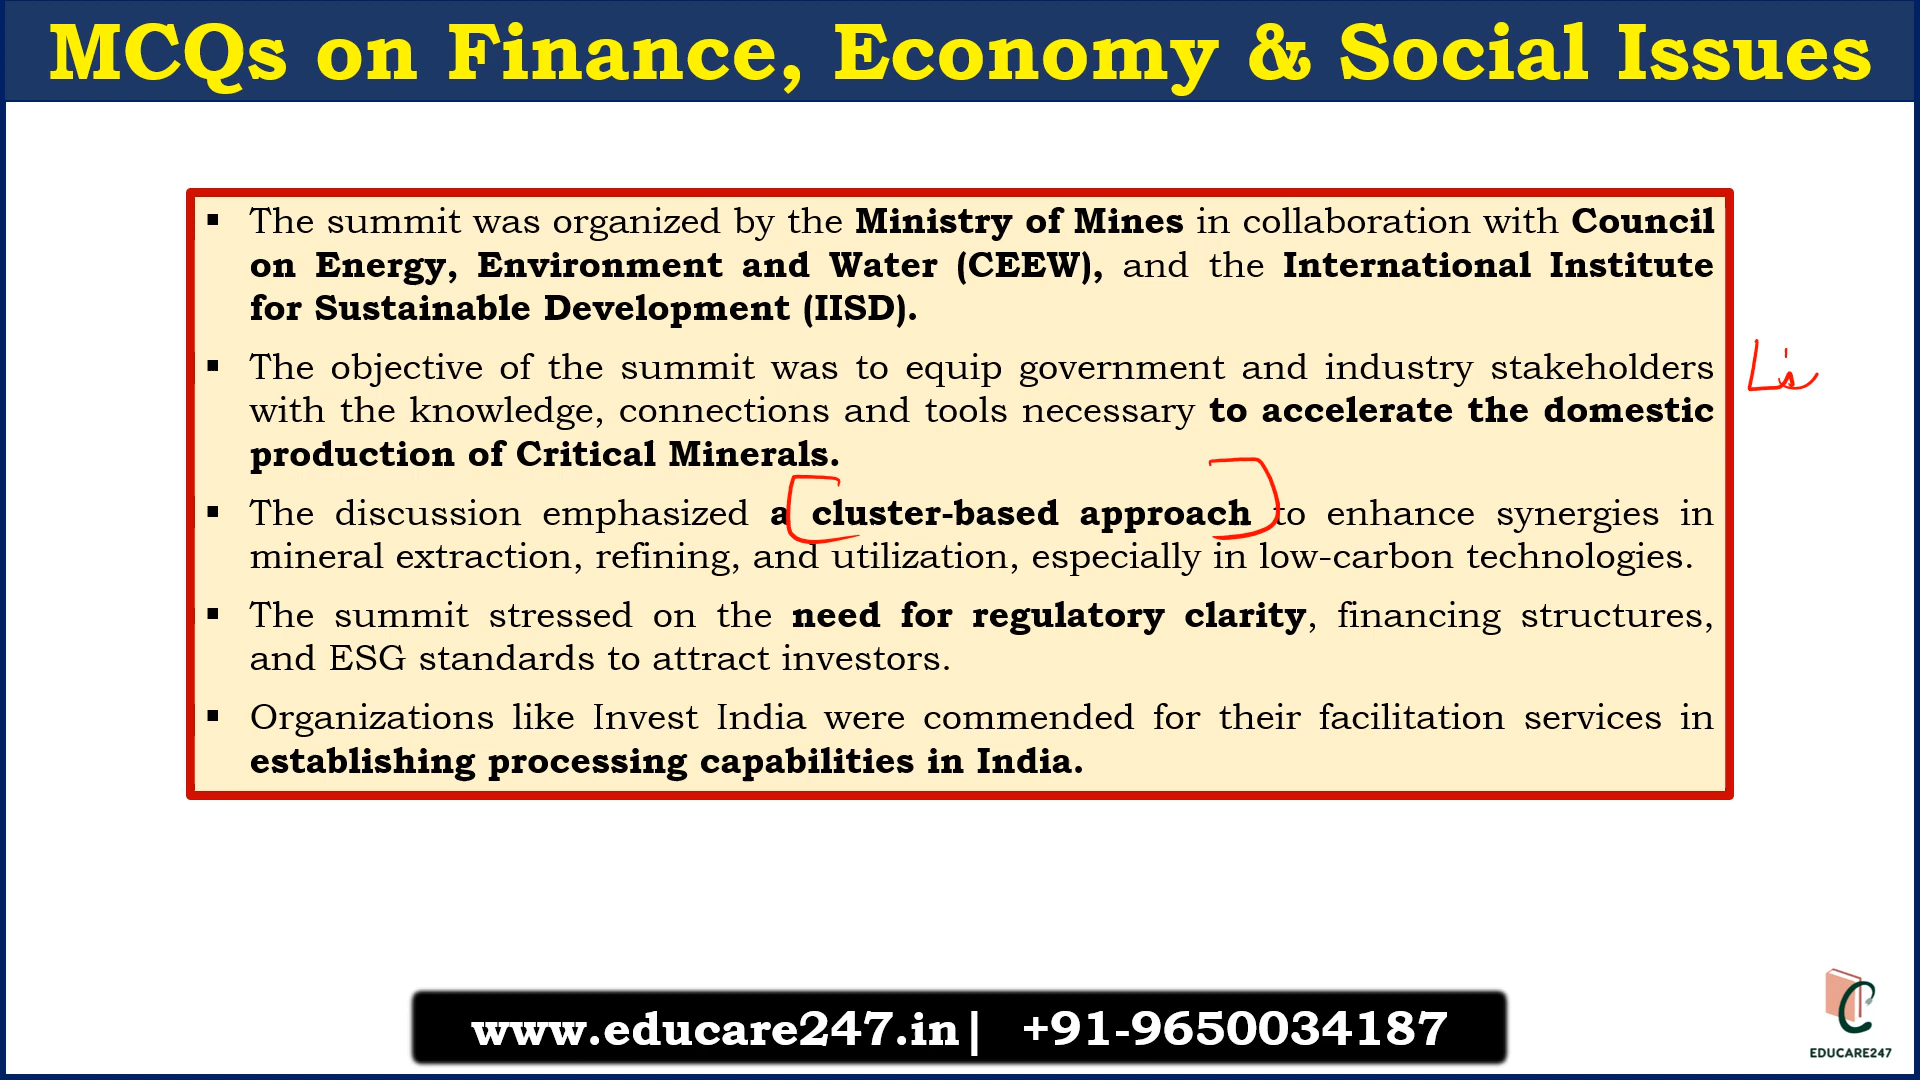 MCQs on Finance, Economy & Social Issues
▪ The summit was organized by the Ministry of Mines in collaboration with Council
on Energy, Environment and Water (CEEW), and the International Institute
for Sustainable Development (IISD).
▪ The objective of the summit was to equip government and industry stakeholders
with the knowledge, connections and tools necessary to accelerate the domestic
production of Critical Minerals.
▪ The discussion emphasized a cluster-based approach to enhance synergies in
mineral extraction, refining, and utilization, especially in low-carbon technologies.
▪ The summit stressed on the need for regulatory clarity, financing structures,
and ESG standards to attract investors.
▪ Organizations like Invest India were commended for their facilitation services in
establishing processing capabilities in India.
www.educare247.in| +91-9650034187
EDUCARE247